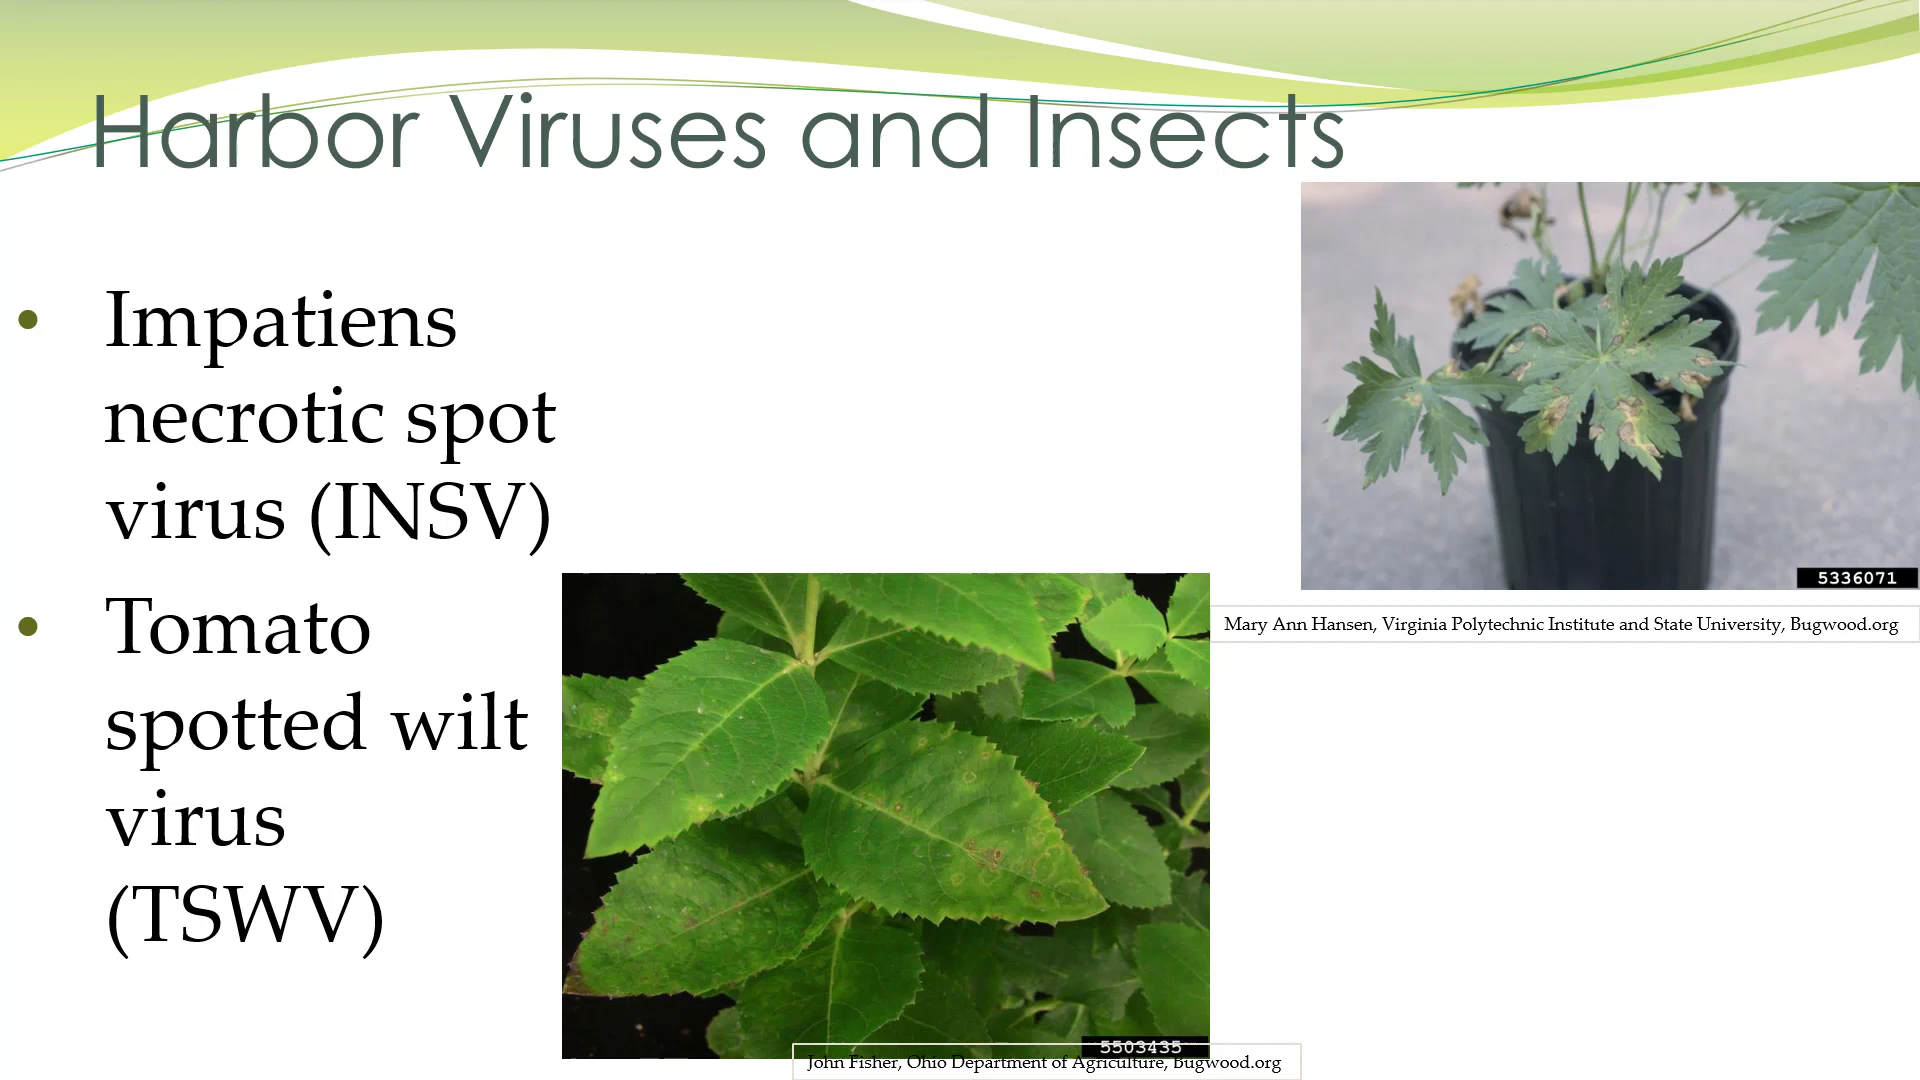 Harbor Viruses and Insects
• Impatiens
necrotic spot
virus (INSV)
• Tomato
spotted wilt
virus
(TSWV)
5336071
Mary Ann Hansen, Virginia Polytechnic Institute and State University, Bugwood.org
5503435
John Fisher, Ohio Department of Agriculture, Bugwood.org